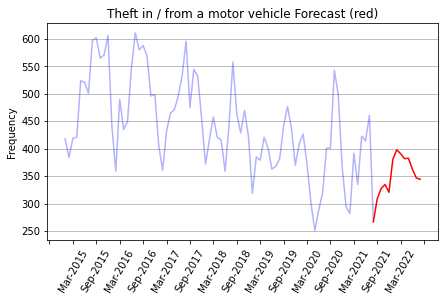 Theft in / from a motor vehicle Forecast (red)
Frequency
600
550
500
450
400
350
300
250
Mar-2015
Sep-2015
Mar-2016
Sep-2016
Mar-2017
Sep-2017
Mar-2018
Sep-2018
Mar-2019
Sep-2019
Mar-2020
Sep-2020
Mar-2021
Sep-2021
Mar-2022